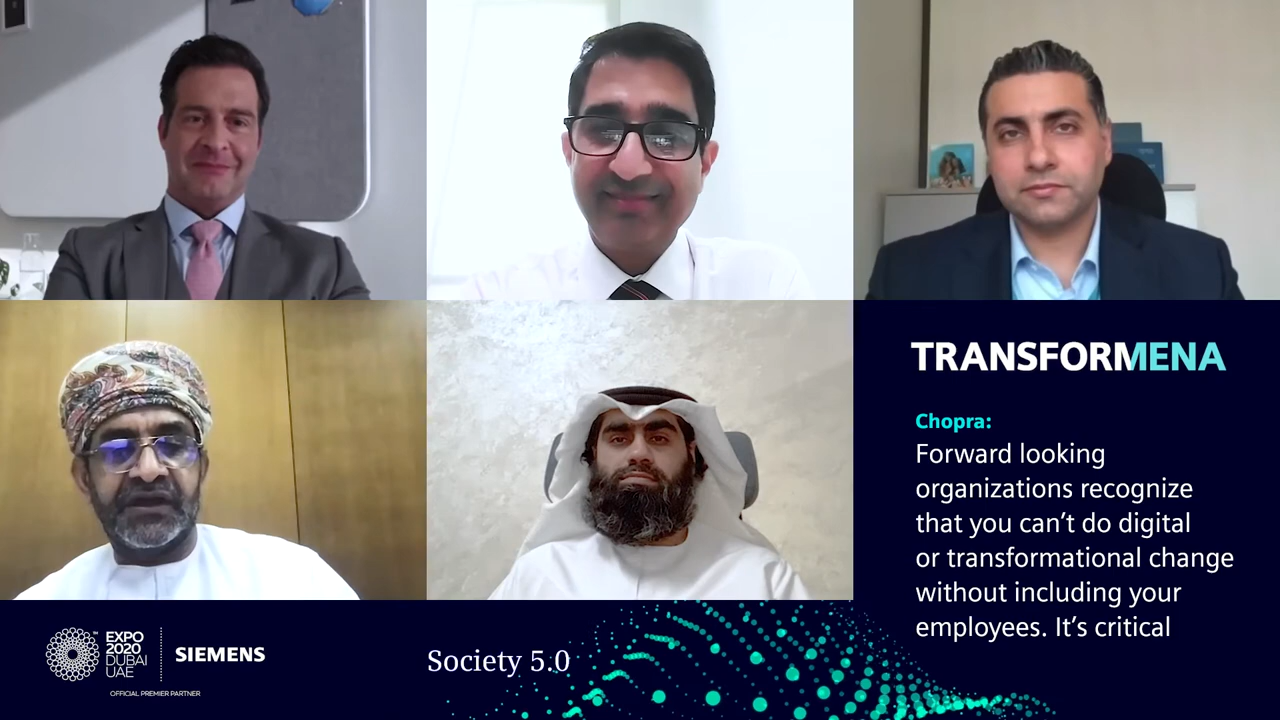 TRANSFORMENA
Chopra:
Forward looking
organizations recognize
that you can’t do digital
or transformational change
without including your
employees. It’s critical
EXPO
2020
DUBAI
UAE
SIEMENS
OFFICIAL PREMIER PARTNER
Society 5.0